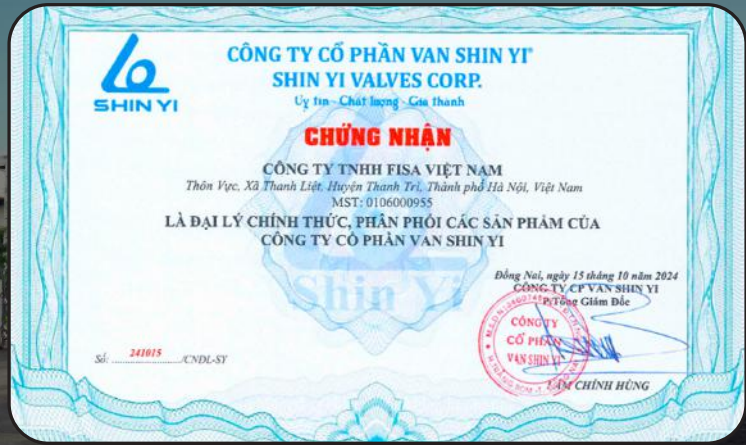 SHIN YI
CÔNG TY CỔ PHẦN VAN SHIN YI®
SHIN YI VALVES CORP.
Uy tín - Chất lượng - Giá thành
CHỨNG NHẬN
CÔNG TY TNHH FISA VIỆT NAM
Thôn Vực, Xã Thanh Liệt, Huyện Thanh Trì, Thành phố Hà Nội, Việt Nam
MST: 0106000955
LÀ ĐẠI LÝ CHÍNH THỨC, PHÂN PHỐI CÁC SẢN PHẨM CỦA
CÔNG TY CỔ PHẦN VAN SHIN YI
Shin Yi
Đồng Nai, ngày 15 tháng 10 năm 2024
CÔNG TY CP VAN SHIN YI
P.Tổng Giám Đốc
CÔNG TY
CỔ PHẦN
VAN SHIN YI
LÂM CHÍNH HÙNG
Số: 241015 /CNDL-SY